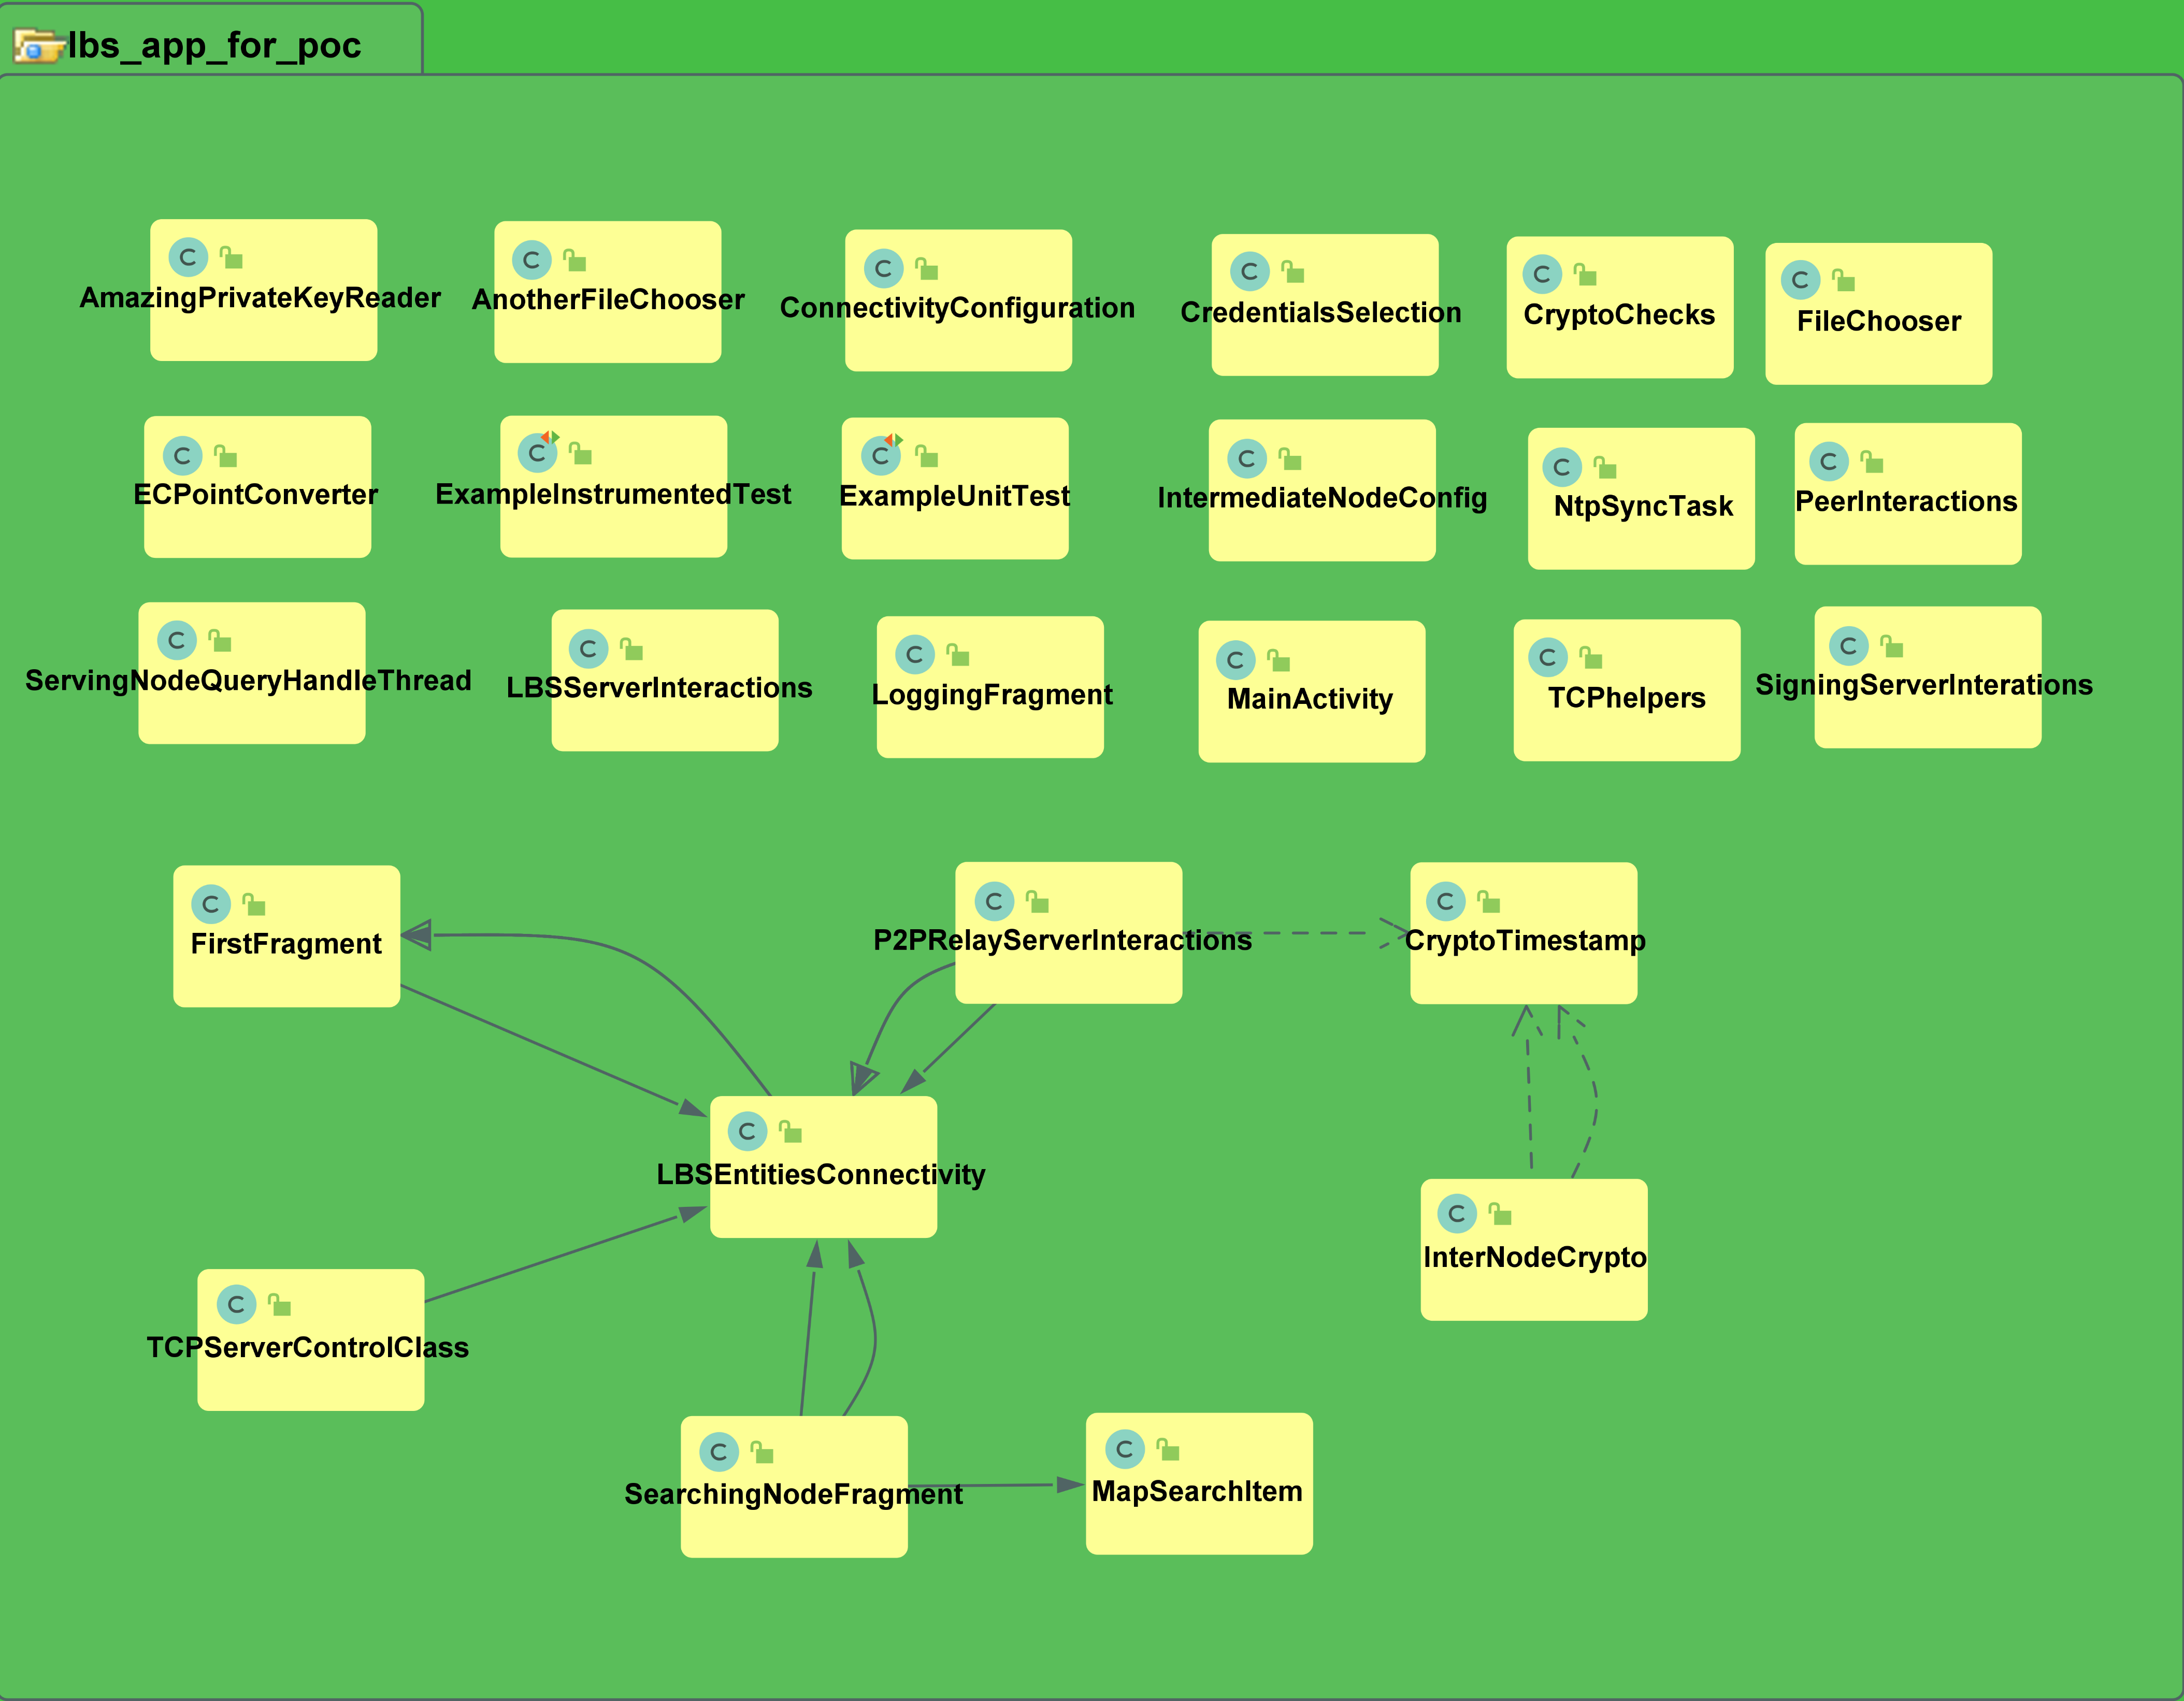 lbs_app_for_poc
AmazingPrivateKeyReader
AnotherFileChooser
ConnectivityConfiguration
CredentialsSelection
CryptoChecks
FileChooser
ECPointConverter
ExampleInstrumentedTest
ExampleUnitTest
IntermediateNodeConfig
NtpSyncTask
PeerInteractions
ServingNodeQueryHandleThread
LBSServerInteractions
LoggingFragment
MainActivity
TCPhelpers
SigningServerInterations
FirstFragment
P2PRelayServerInteractions
CryptoTimestamp
LBSEntitiesConnectivity
InterNodeCrypto
TCPServerControlClass
SearchingNodeFragment
MapSearchItem